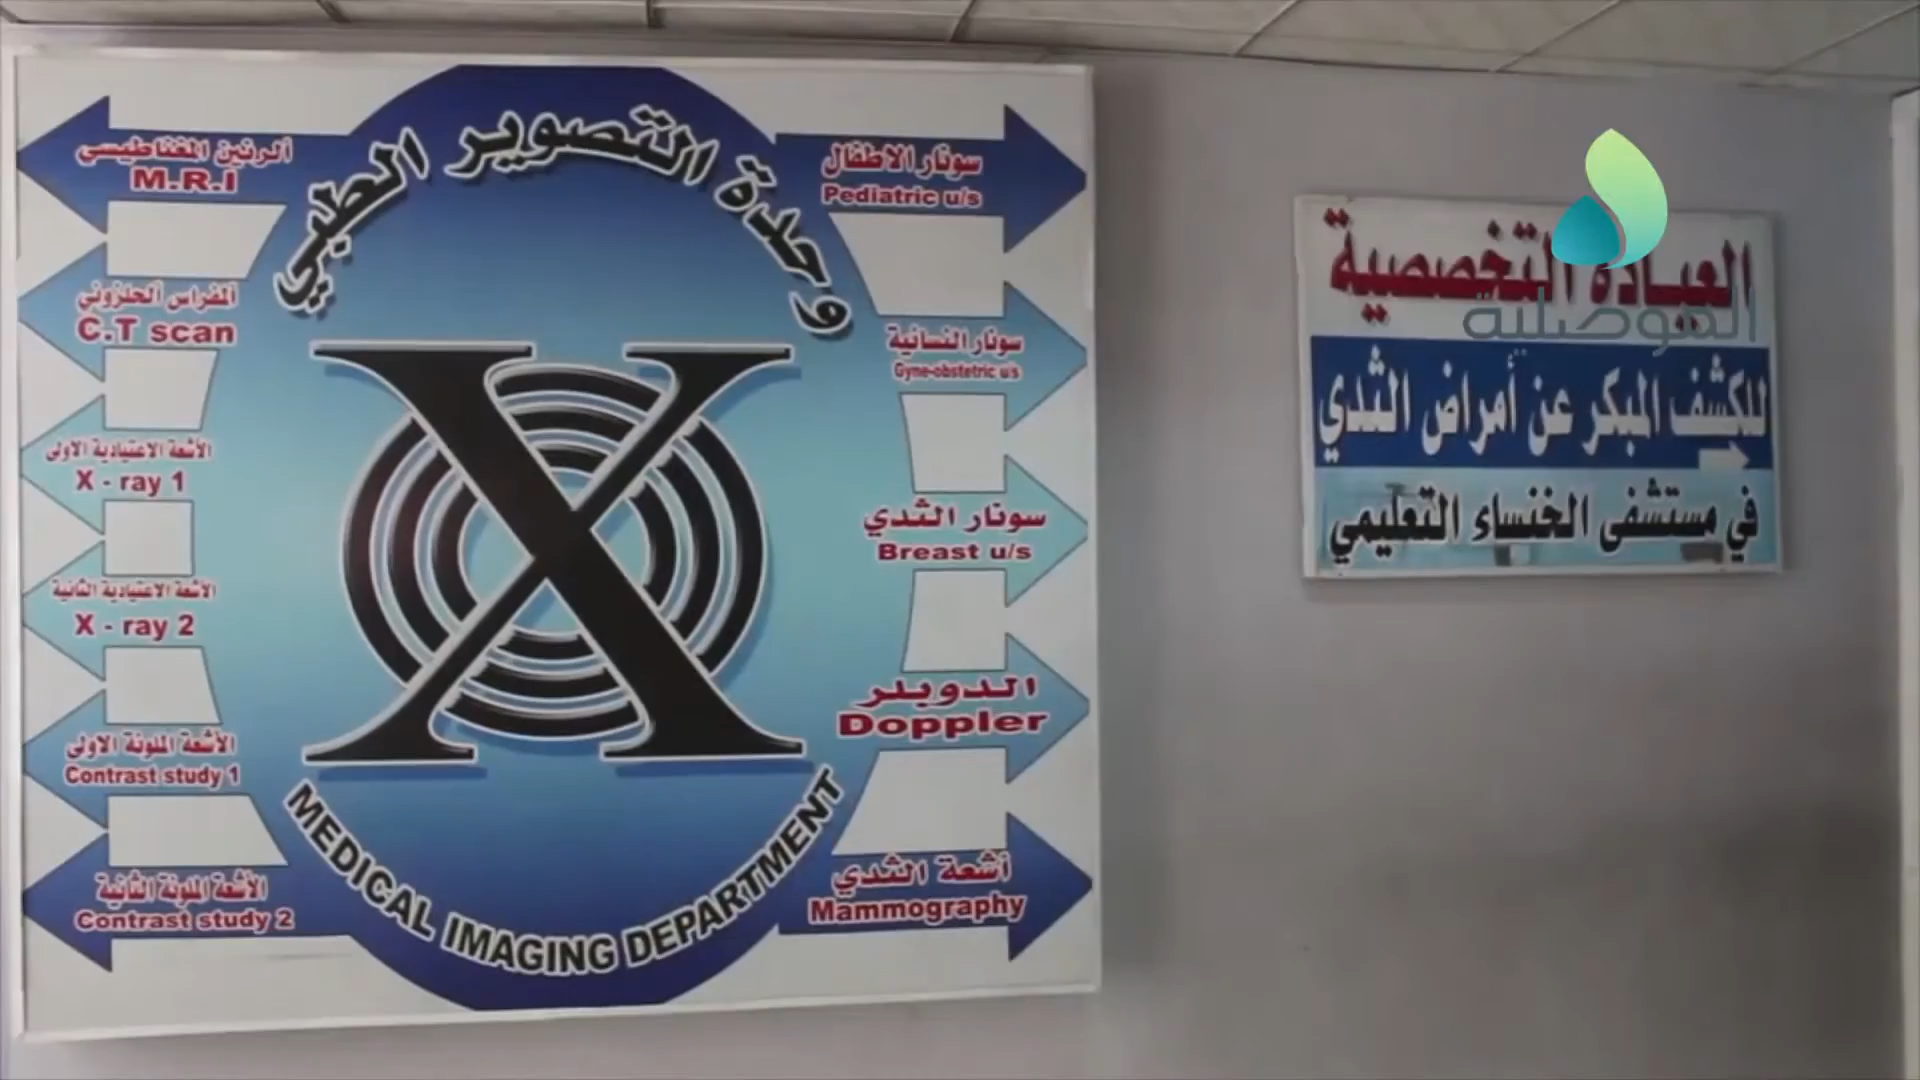 وحدة التصوير الطبي
ألرنين المغناطيسي
M.R.I
ألمفراس ألحلزوني
C.T scan
الأشعة الاعتيادية الاولى
X - ray 1
الأشعة الاعتيادية الثانية
X - ray 2
الأشعة الملونة الاولى
Contrast study 1
الأشعة الملونة الثانية
Contrast study 2
X
سونار الاطفال
Pediatric u/s
سونار النسائية
Gyne-obstetric u/s
سونار الثدي
Breast u/s
الدوبلر
Doppler
أشعة الثدي
Mammography
MEDICAL IMAGING DEPARTMENT
العيادة التخصصية
للكشف المبكر عن أمراض الثدي
في مستشفى الخنساء التعليمي
الموصلية